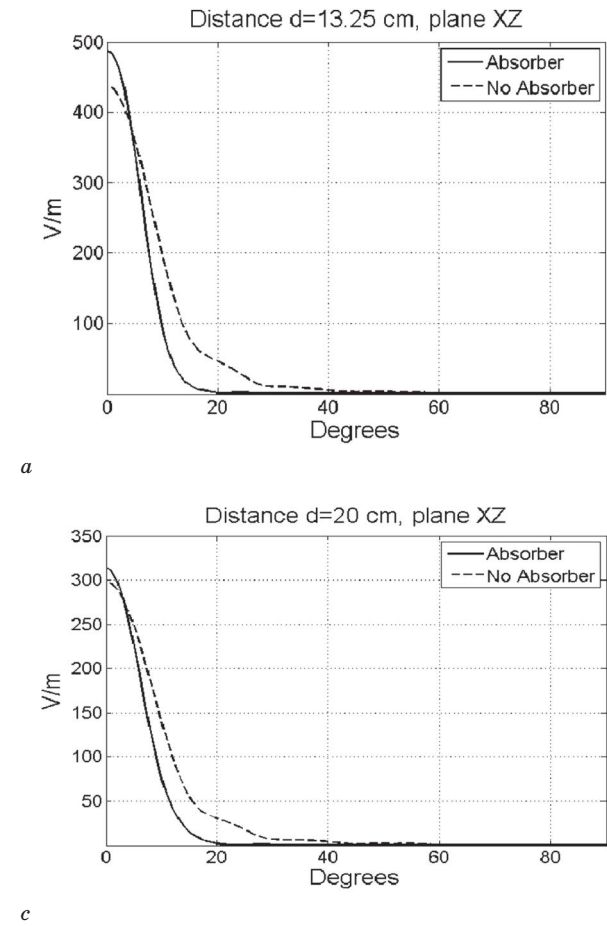 Distance d=13.25 cm, plane XZ
500
400
300
200
100
V/m
Absorber
No Absorber
0 20 40 60 80
Degrees
a
Distance d=20 cm, plane XZ
350
300
250
200
150
100
50
V/m
Absorber
No Absorber
0 20 40 60 80
Degrees
c